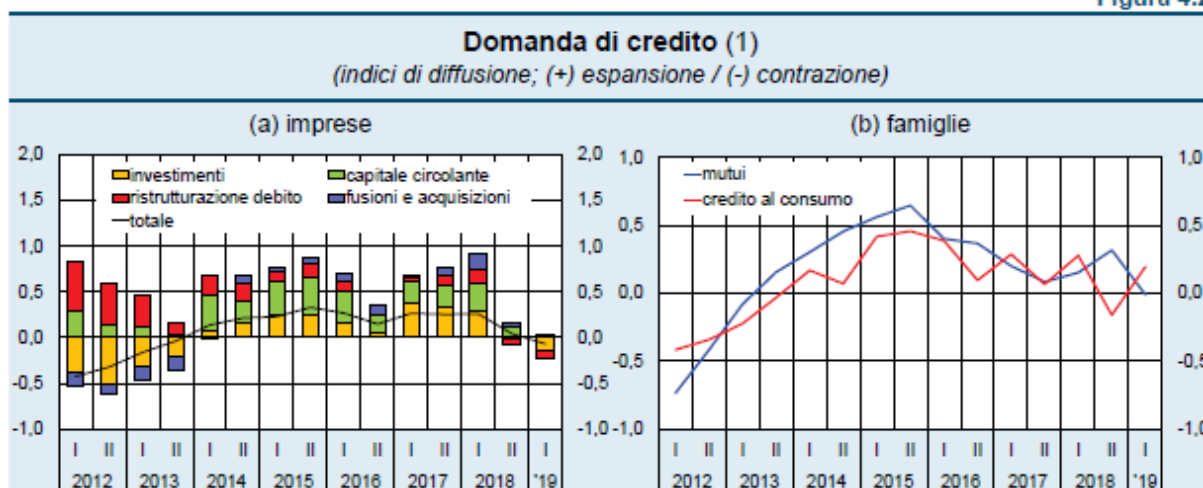 Figura 4.2
Domanda di credito (1)
(indici di diffusione; (+) espansione / (-) contrazione)
(a) imprese
2,0
1,5
1,0
0,5
0,0
-0,5
-1,0
investimenti
capitale circolante
ristrutturazione debito
fusioni e acquisizioni
totale
2,0
1,5
1,0
0,5
0,0
-0,5
-1,0
I II I II I II I II I II I II I II I
2012 2013 2014 2015 2016 2017 2018 '19
(b) famiglie
1,0
0,5
0,0
-0,5
-1,0
mutui
credito al consumo
1,0
0,5
0,0
-0,5
-1,0
I II I II I II I II I II I II I II I
2012 2013 2014 2015 2016 2017 2018 '19